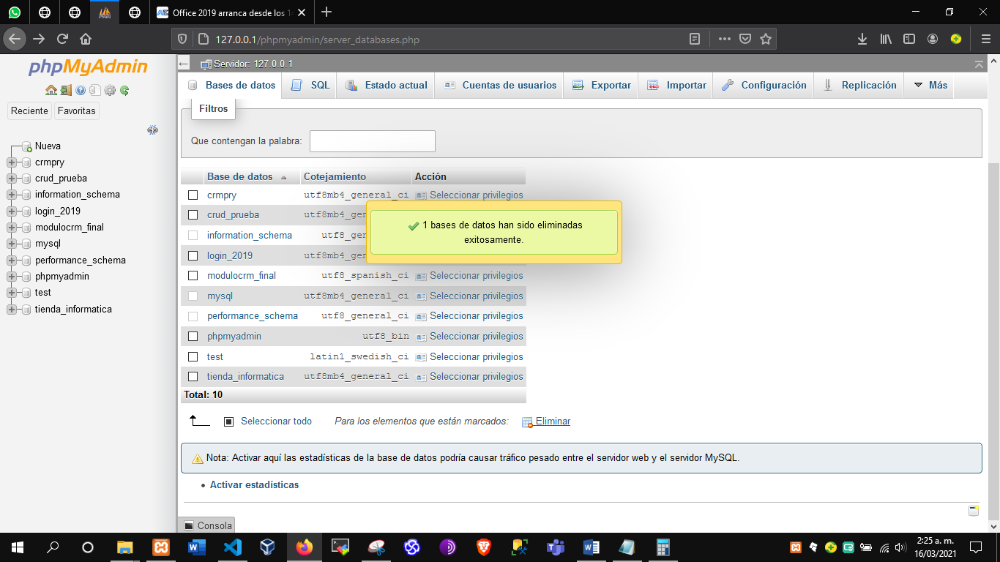 Office 2019 arranca desde los 14
127.0.0.1/phpmyadmin/server_databases.php
phpMyAdmin
Reciente
Favoritas
Nueva
crmpry
crud_prueba
information_schema
login_2019
modulocrm_final
mysql
performance_schema
phpmyadmin
test
tienda_informatica
Servidor: 127.0.0.1
Bases de datos
SQL
Estado actual
Cuentas de usuarios
Exportar
Importar
Configuración
Replicación
Más
Filtros
Que contengan la palabra:
Base de datos Cotejamiento Acción
crmpry utf8mb4_general_ci Seleccionar privilegios
crud_prueba utf8mb4_gen
information_schema utf8_gen
login_2019 utf8mb4_gen
modulocrm_final utf8_spanish_ci Seleccionar privilegios
mysql utf8mb4_general_ci Seleccionar privilegios
performance_schema utf8_general_ci Seleccionar privilegios
phpmyadmin utf8_bin Seleccionar privilegios
test latin1_swedish_ci Seleccionar privilegios
tienda_informatica utf8mb4_general_ci Seleccionar privilegios
Total: 10
1 bases de datos han sido eliminadas
exitosamente.
Seleccionar todo Para los elementos que están marcados: Eliminar
Nota: Activar aquí las estadísticas de la base de datos podría causar tráfico pesado entre el servidor web y el servidor MySQL.
Activar estadísticas
Consola
2:25 a. m.
16/03/2021